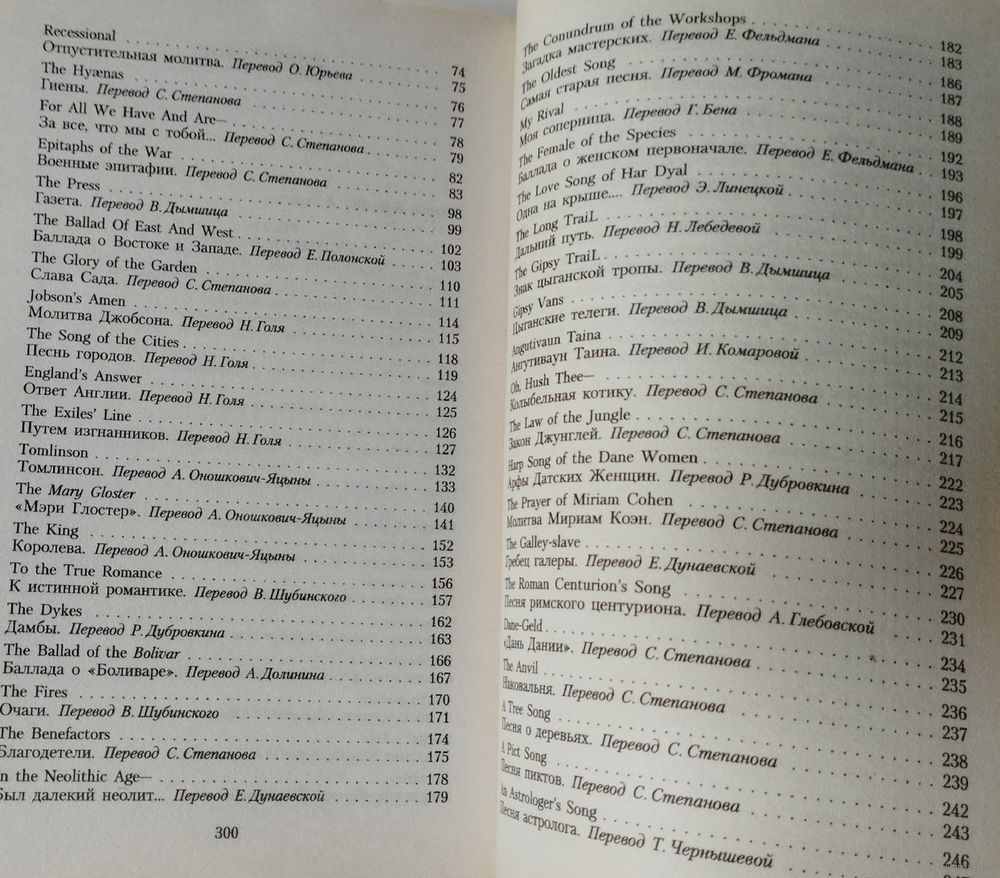 Recessional . . . 74
Отпустительная молитва. Перевод О. Юрьева . . . 75
The Hyænas . . . 76
Гиены. Перевод С. Степанова . . . 77
For All We Have And Are— . . . 78
За все, что мы с тобой... Перевод С. Степанова . . . 79
Epitaphs of the War . . . 82
Военные эпитафии. Перевод С. Степанова . . . 83
The Press . . . 98
Газета. Перевод В. Дымшица . . . 99
The Ballad Of East And West . . . 102
Баллада о Востоке и Западе. Перевод Е. Полонской . . . 103
The Glory of the Garden . . . 110
Слава Сада. Перевод С. Степанова . . . 111
Jobson's Amen . . . 114
Молитва Джобсона. Перевод Н. Голя . . . 115
The Song of the Cities . . . 118
Песнь городов. Перевод Н. Голя . . . 119
England's Answer . . . 124
Ответ Англии. Перевод Н. Голя . . . 125
The Exiles' Line . . . 126
Путем изгнанников. Перевод Н. Голя . . . 127
Tomlinson . . . 132
Томлинсон. Перевод А. Оношкович-Яцыны . . . 133
The Mary Gloster . . . 140
«Мэри Глостер». Перевод А. Оношкович-Яцыны . . . 141
The King . . . 152
Королева. Перевод А. Оношкович-Яцыны . . . 153
To the True Romance . . . 156
К истинной романтике. Перевод В. Шубинского . . . 157
The Dykes . . . 162
Дамбы. Перевод Р. Дубровкина . . . 163
The Ballad of the Bolivar . . . 166
Баллада о «Боливаре». Перевод А. Долинина . . . 167
The Fires . . . 170
Очаги. Перевод В. Шубинского . . . 171
The Benefactors . . . 174
Благодетели. Перевод С. Степанова . . . 175
In the Neolithic Age— . . . 178
Был далекий неолит... Перевод Е. Дунаевской . . . 179
300
The Conundrum of the Workshops . . . 182
Загадка мастерских. Перевод Е. Фельдмана . . . 183
The Oldest Song . . . 186
Самая старая песня. Перевод М. Фромана . . . 187
My Rival . . . 188
Моя соперница. Перевод Г. Бена . . . 189
The Female of the Species . . . 192
Баллада о женском первоначале. Перевод Е. Фельдмана . . . 193
The Love Song of Har Dyal . . . 196
Одна на крыше.... Перевод Э. Линецкой . . . 197
The Long TraiL . . . 198
Дальний путь. Перевод Н. Лебедевой . . . 199
The Gipsy TraiL . . . 204
Знак цыганской тропы. Перевод В. Дымшица . . . 205
Gipsy Vans . . . 208
Цыганские телеги. Перевод В. Дымшица . . . 209
Angutivaun Taina . . . 212
Ангутиваун Таина. Перевод И. Комаровой . . . 213
Oh, Hush Thee— . . . 214
Колыбельная котику. Перевод С. Степанова . . . 215
The Law of the Jungle . . . 216
Закон Джунглей. Перевод С. Степанова . . . 217
Harp Song of the Dane Women . . . 222
Арфы Датских Женщин. Перевод Р. Дубровкина . . . 223
The Prayer of Miriam Cohen . . . 224
Молитва Мириам Коэн. Перевод С. Степанова . . . 225
The Galley-slave . . . 226
Гребец галеры. Перевод Е. Дунаевской . . . 227
The Roman Centurion's Song . . . 230
Песня римского центуриона. Перевод А. Глебовской . . . 231
Dane-Geld . . . 234
«Дань Дании». Перевод С. Степанова . . . 235
The Anvil . . . 236
Наковальня. Перевод С. Степанова . . . 237
A Tree Song . . . 238
Песня о деревьях. Перевод С. Степанова . . . 239
A Pict Song . . . 242
Песня пиктов. Перевод С. Степанова . . . 243
An Astrologer's Song . . . 246
Песня астролога. Перевод Т. Чернышевой . . .